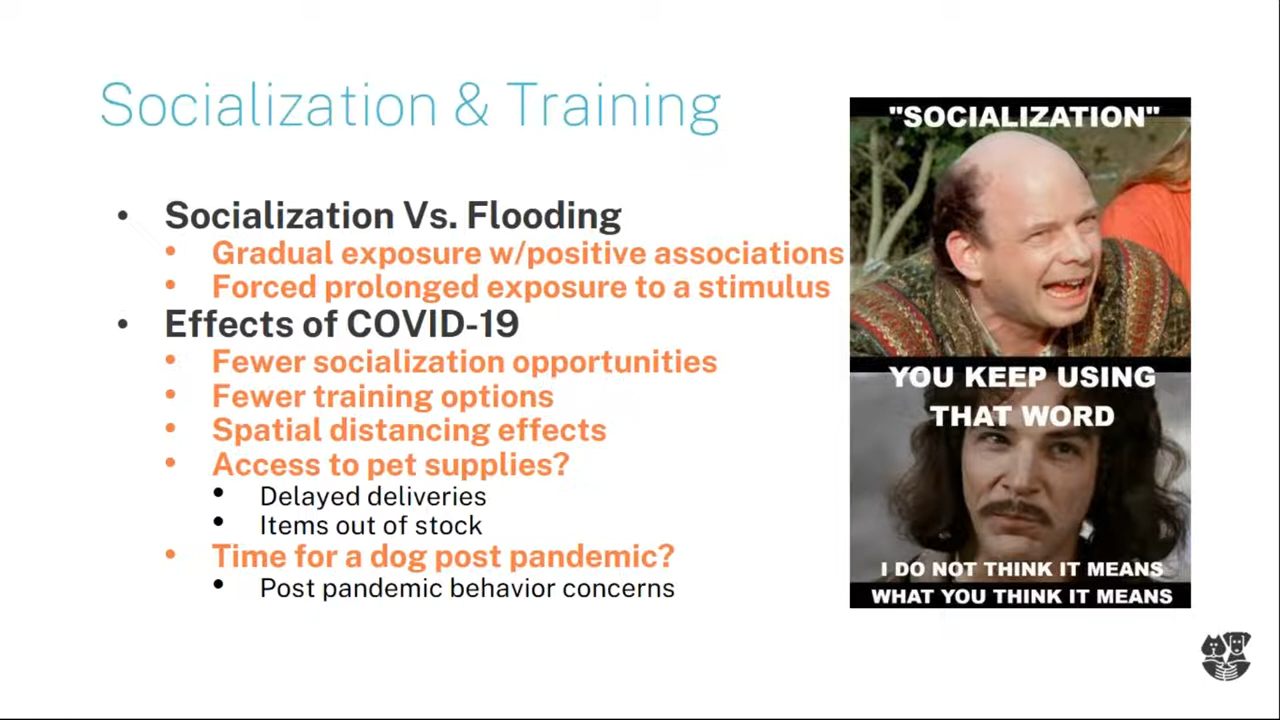 Socialization & Training
• Socialization Vs. Flooding
• Gradual exposure w/positive associations
• Forced prolonged exposure to a stimulus
• Effects of COVID-19
• Fewer socialization opportunities
• Fewer training options
• Spatial distancing effects
• Access to pet supplies?
• Delayed deliveries
• Items out of stock
• Time for a dog post pandemic?
• Post pandemic behavior concerns
"SOCIALIZATION"
YOU KEEP USING
THAT WORD
I DO NOT THINK IT MEANS
WHAT YOU THINK IT MEANS